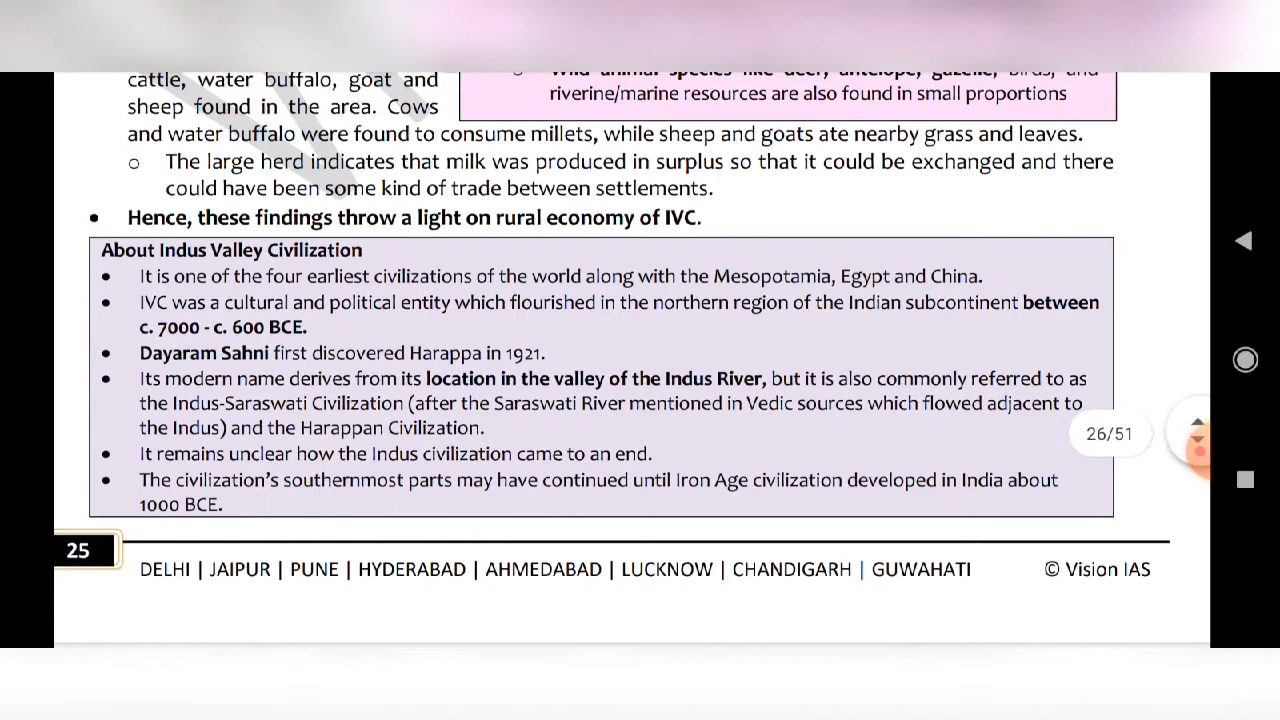 cattle, water buffalo, goat and
sheep found in the area. Cows
○ Wild animal species like deer, antelope, gazelle, birds, and
riverine/marine resources are also found in small proportions
and water buffalo were found to consume millets, while sheep and goats ate nearby grass and leaves.
○ The large herd indicates that milk was produced in surplus so that it could be exchanged and there
could have been some kind of trade between settlements.
• Hence, these findings throw a light on rural economy of IVC.
About Indus Valley Civilization
• It is one of the four earliest civilizations of the world along with the Mesopotamia, Egypt and China.
• IVC was a cultural and political entity which flourished in the northern region of the Indian subcontinent between
c. 7000 - c. 600 BCE.
• Dayaram Sahni first discovered Harappa in 1921.
• Its modern name derives from its location in the valley of the Indus River, but it is also commonly referred to as
the Indus-Saraswati Civilization (after the Saraswati River mentioned in Vedic sources which flowed adjacent to
the Indus) and the Harappan Civilization.
• It remains unclear how the Indus civilization came to an end.
• The civilization's southernmost parts may have continued until Iron Age civilization developed in India about
1000 BCE.
26/51
25
DELHI | JAIPUR | PUNE | HYDERABAD | AHMEDABAD | LUCKNOW | CHANDIGARH | GUWAHATI
© Vision IAS